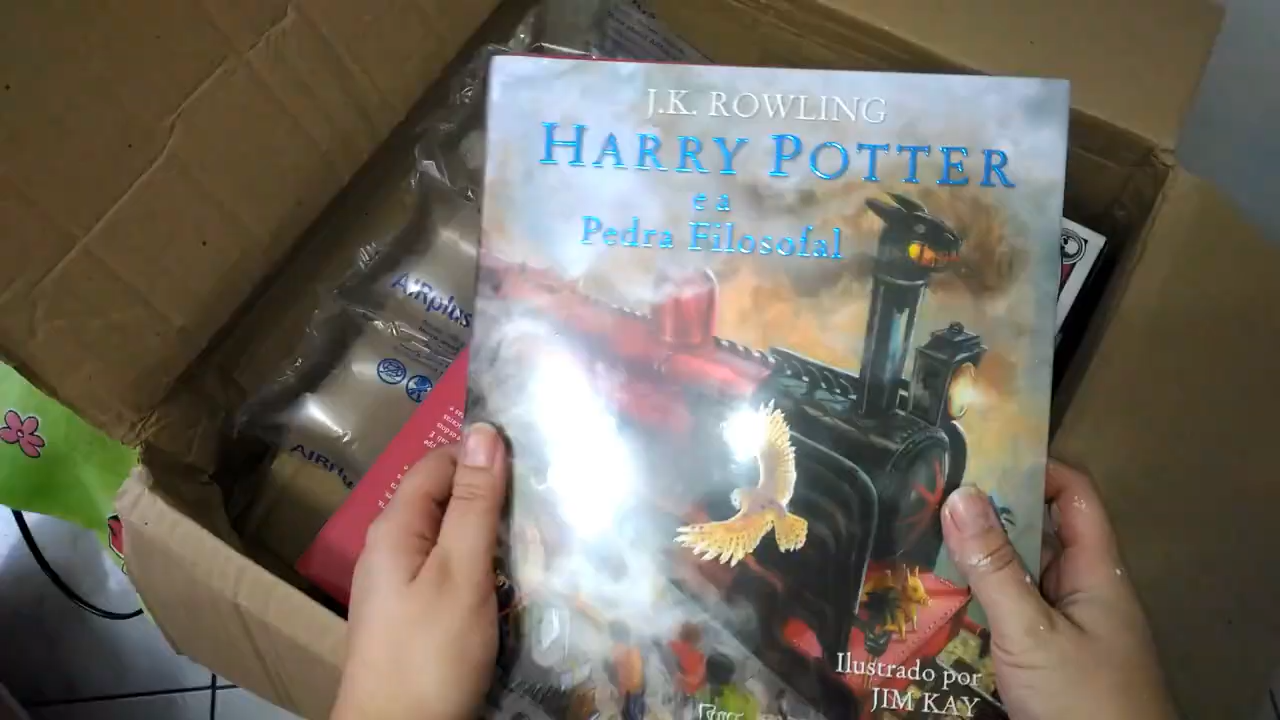 J.K. ROWLING
HARRY POTTER
e a
Pedra Filosofal
AIRplus
Ilustrado por
JIM KAY